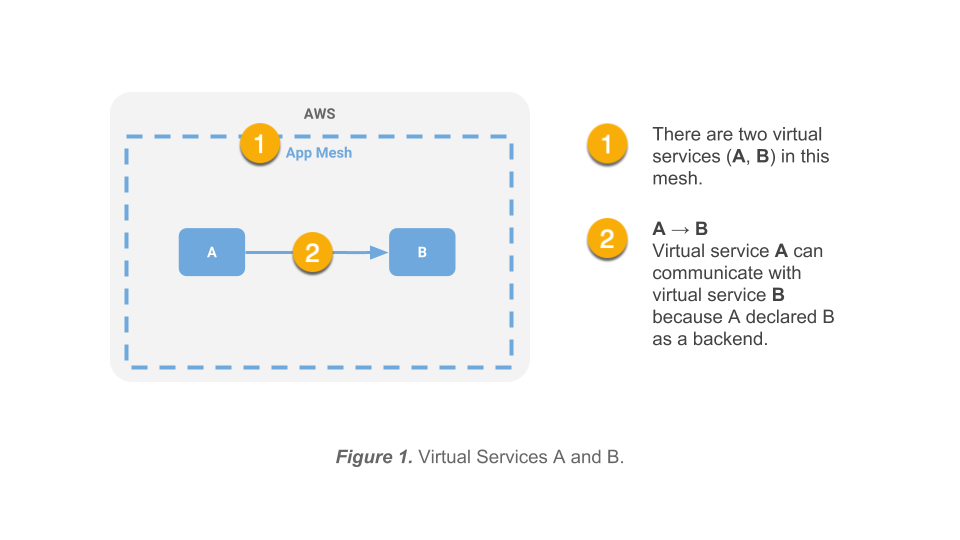 AWS
1
App Mesh
A
2
B
1
There are two virtual
services (A, B) in this
mesh.
2
A → B
Virtual service A can
communicate with
virtual service B
because A declared B
as a backend.
Figure 1. Virtual Services A and B.